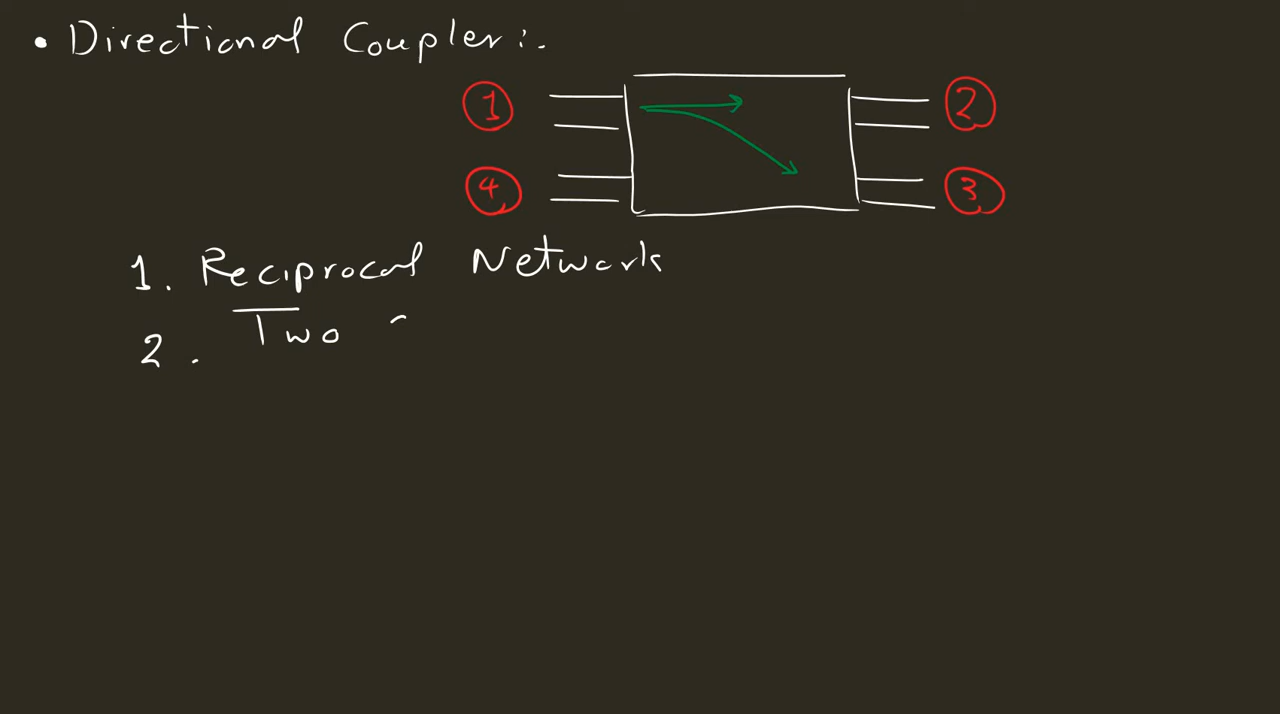 • Directional Coupler:.
1 2
4 3
1. Reciprocal Network
2. Two